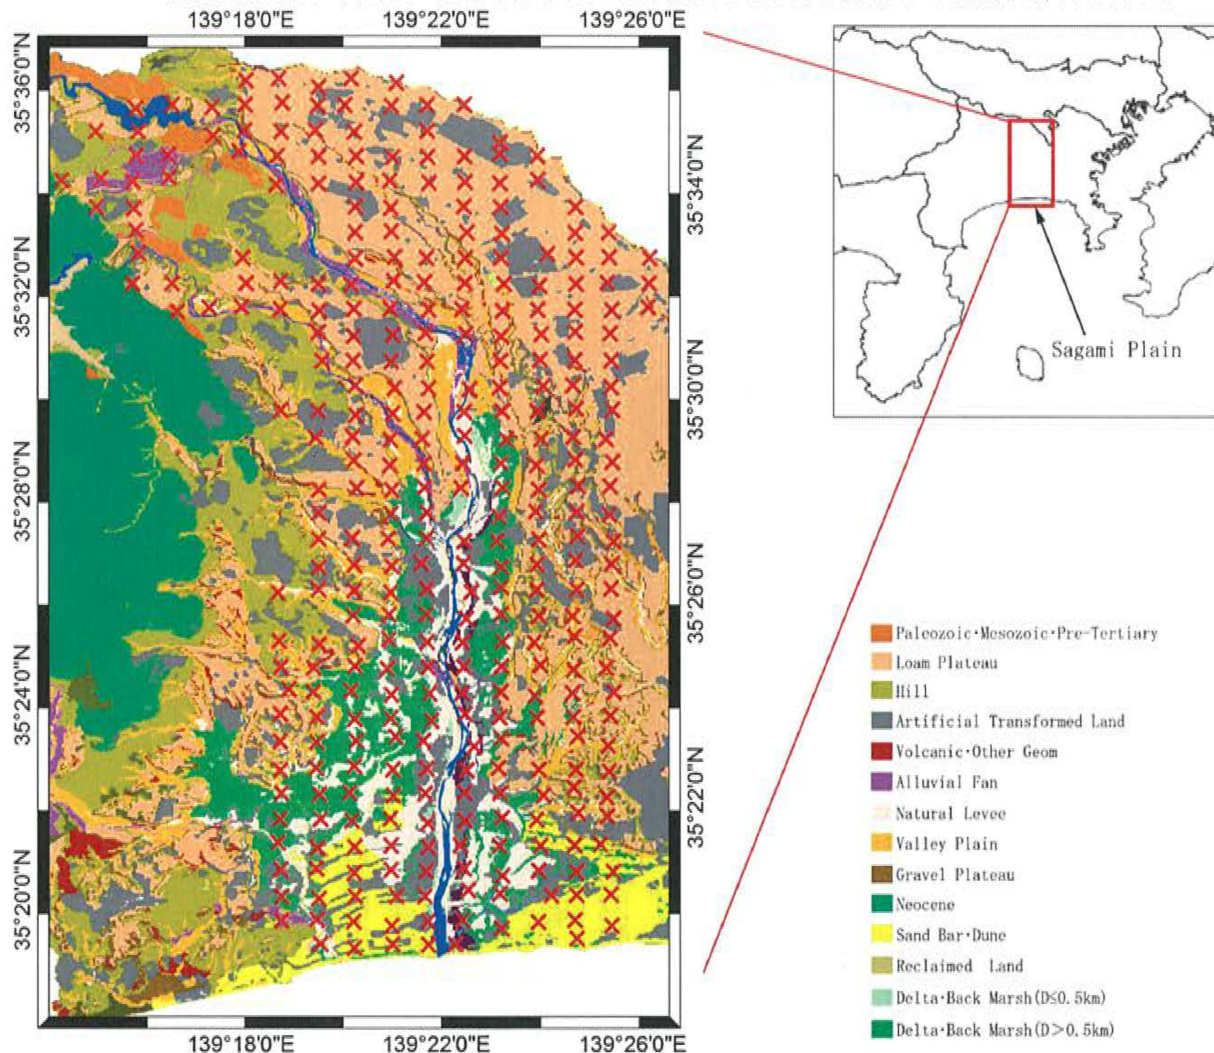 139°18'0"E
139°22'0"E
139°26'0"E
35°36'0"N
35°34'0"N
35°32'0"N
35°30'0"N
35°28'0"N
35°26'0"N
35°24'0"N
35°22'0"N
35°20'0"N
139°18'0"E
139°22'0"E
139°26'0"E
Sagami Plain
Paleozoic·Mesozoic·Pre-Tertiary
Loam Plateau
Hill
Artificial Transformed Land
Volcanic·Other Geom
Alluvial Fan
Natural Levee
Valley Plain
Gravel Plateau
Neocene
Sand Bar·Dune
Reclaimed Land
Delta·Back Marsh(D≤0.5km)
Delta·Back Marsh(D＞0.5km)